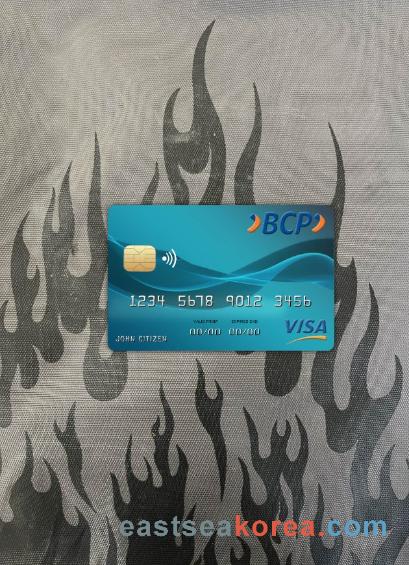 BCP
1234 5678 9012 3456
VALID FROM EXPIRES END
00/00 00/00
VISA
JOHN CITIZEN
eastseakorea.com